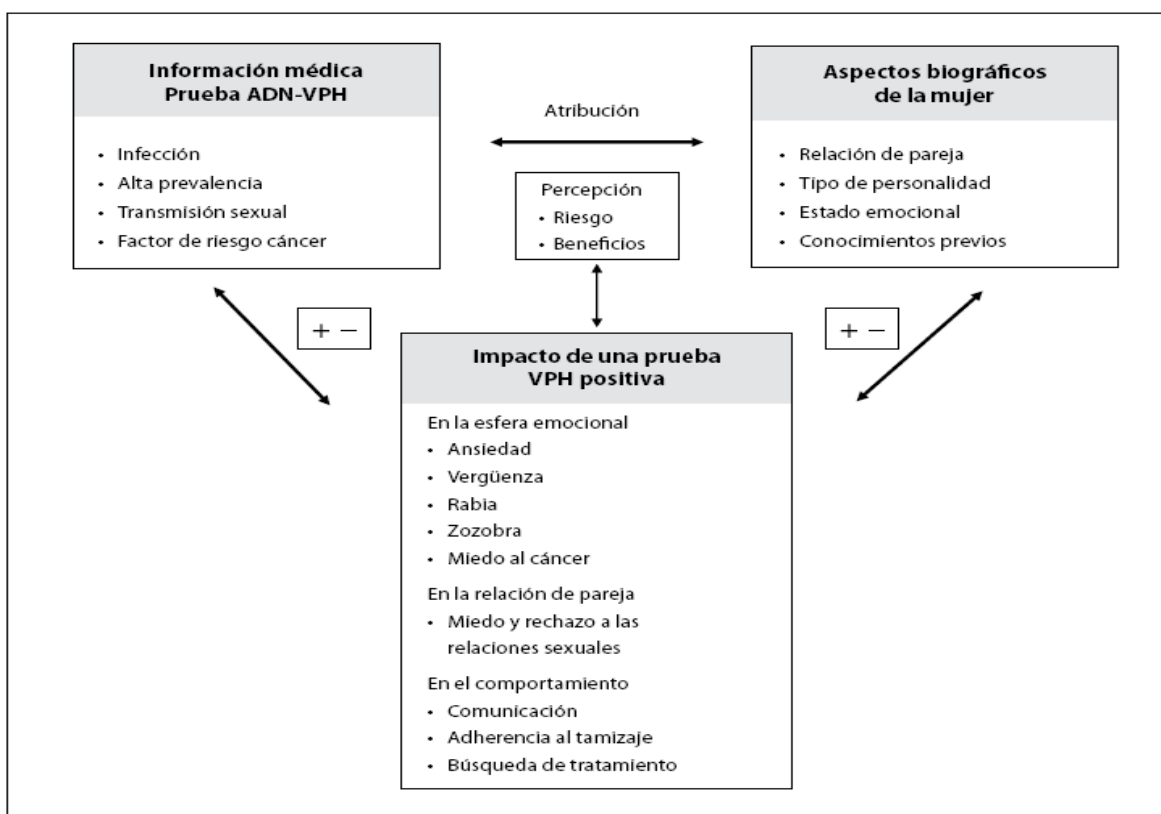 Información médica
Prueba ADN-VPH
• Infección
• Alta prevalencia
• Transmisión sexual
• Factor de riesgo cáncer
Atribución
Percepción
• Riesgo
• Beneficios
Aspectos biográficos
de la mujer
• Relación de pareja
• Tipo de personalidad
• Estado emocional
• Conocimientos previos
+ −
+ −
Impacto de una prueba
VPH positiva
En la esfera emocional
• Ansiedad
• Vergüenza
• Rabia
• Zozobra
• Miedo al cáncer
En la relación de pareja
• Miedo y rechazo a las
relaciones sexuales
En el comportamiento
• Comunicación
• Adherencia al tamizaje
• Búsqueda de tratamiento